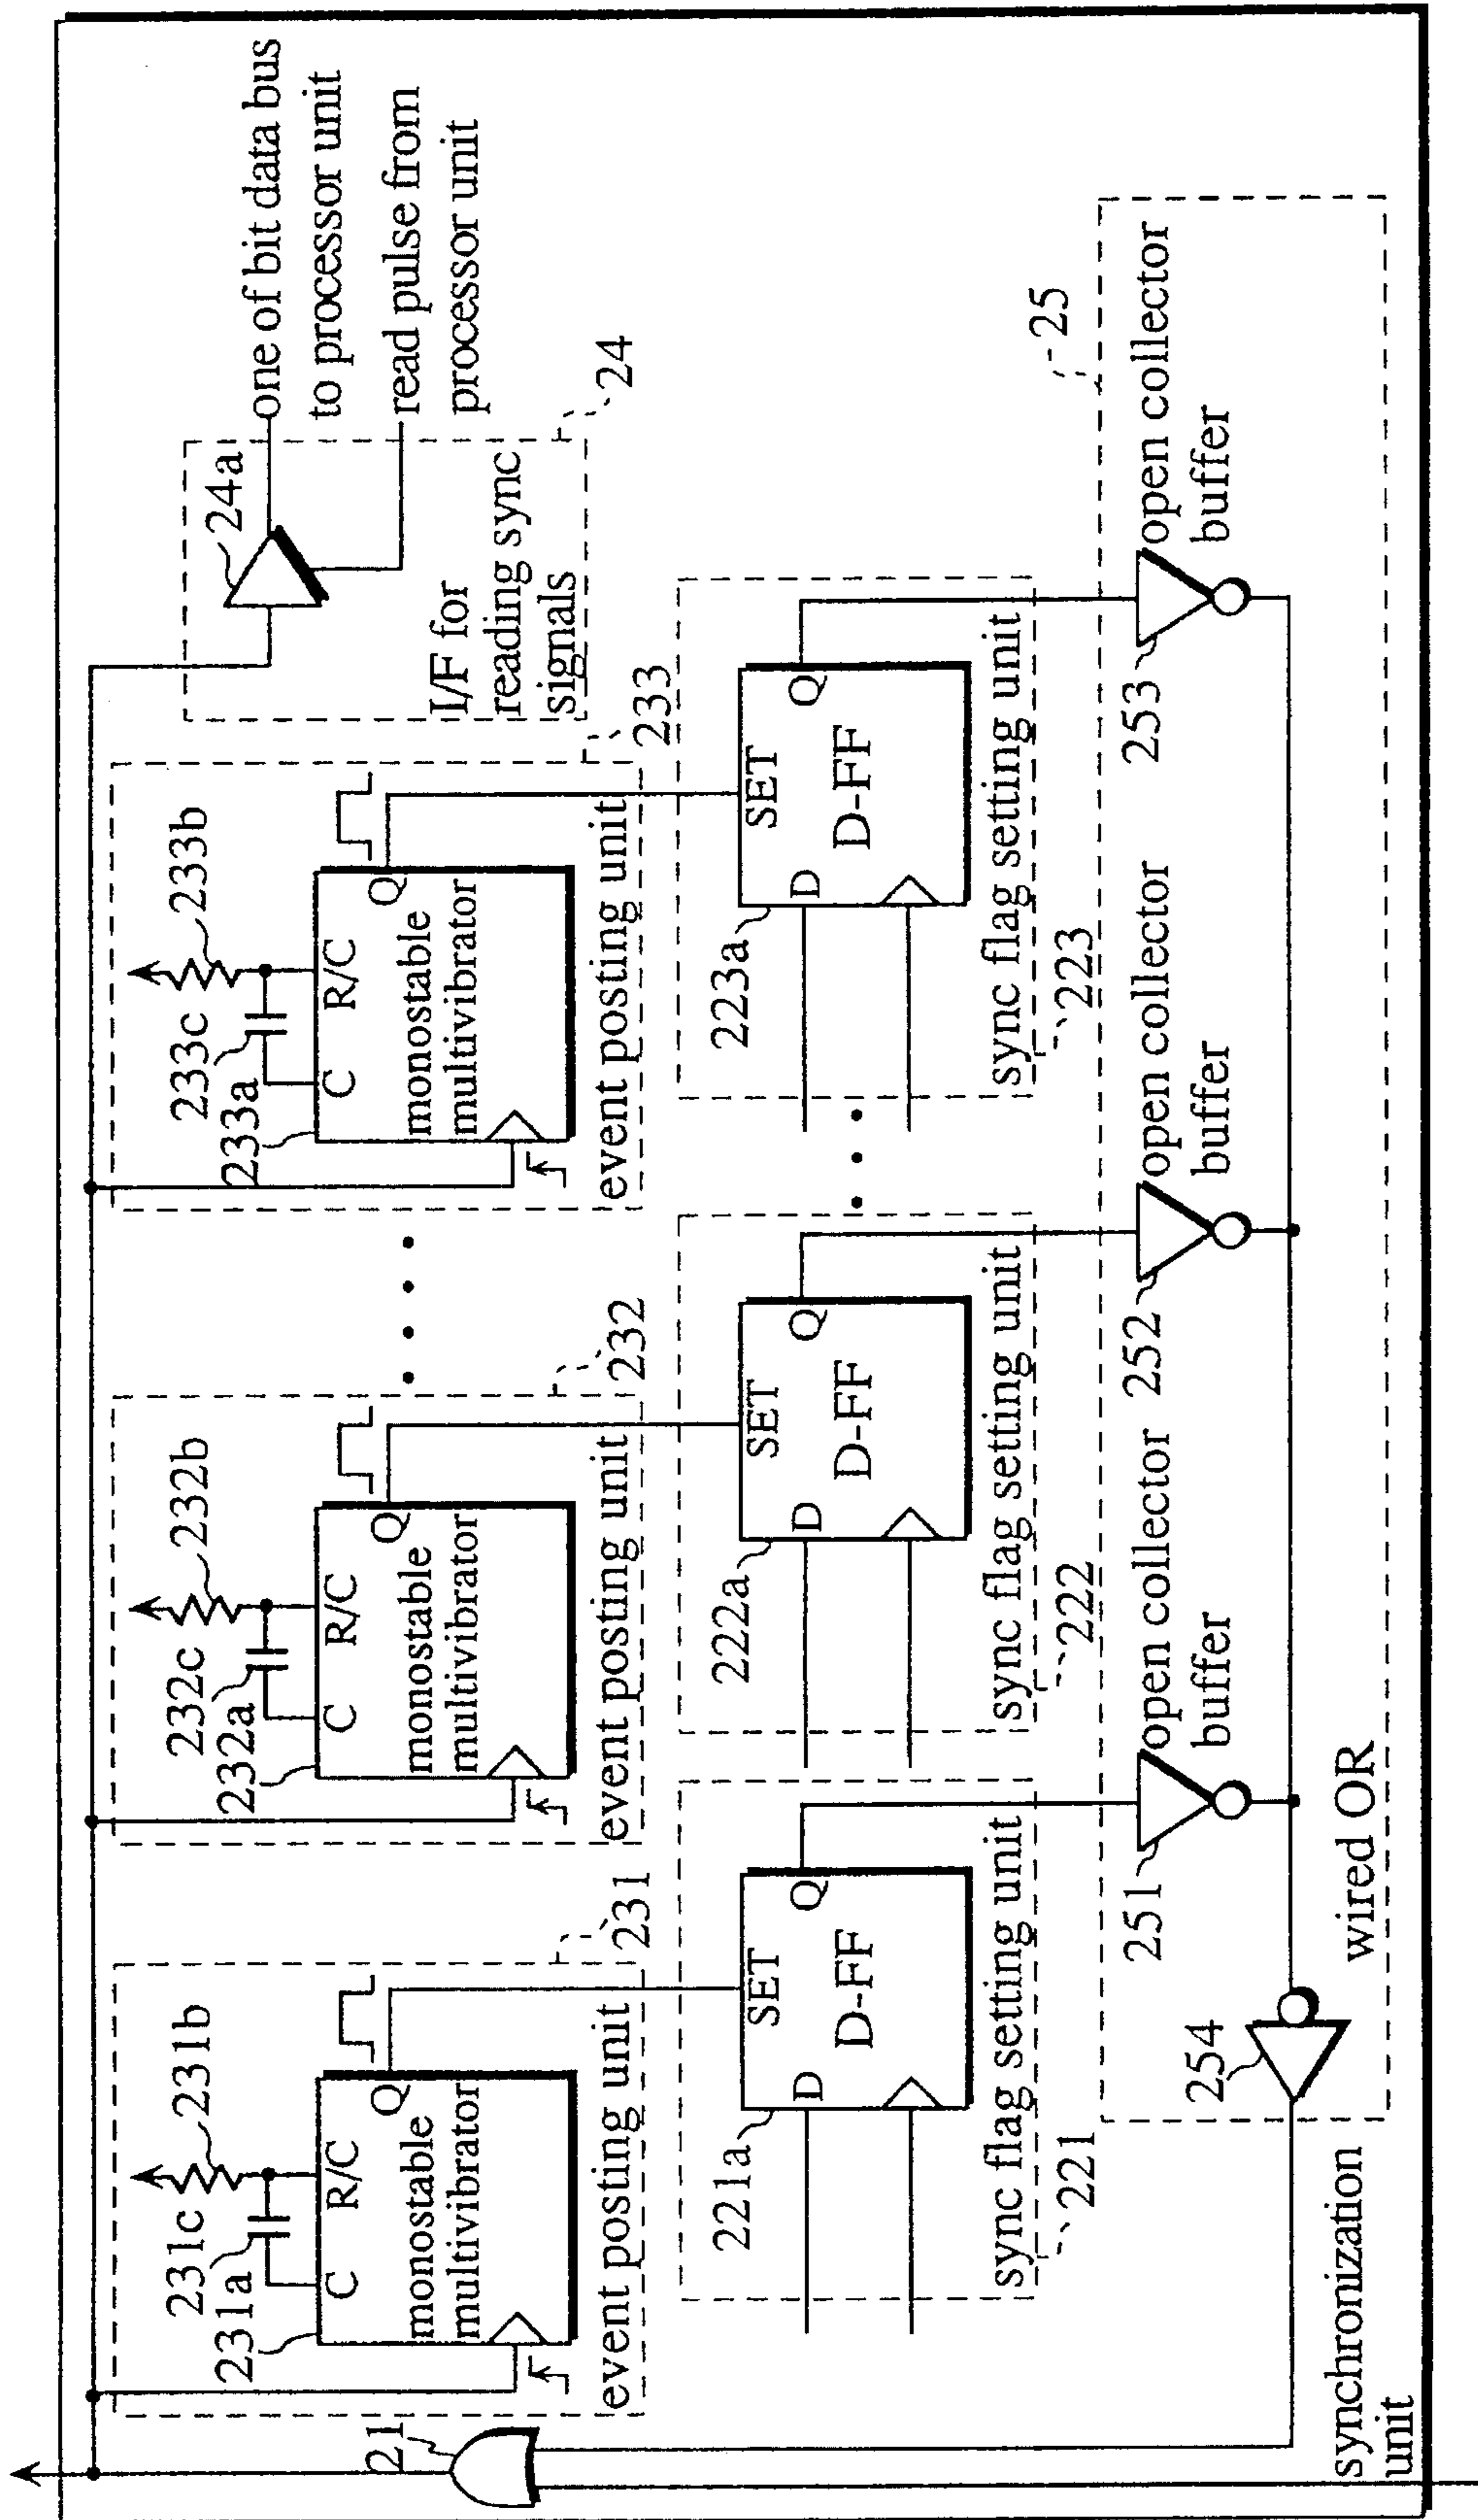 21
231c
231b
231a
C
R/C
Q
monostable
multivibrator
event posting unit
231
232c
232b
232a
C
R/C
Q
monostable
multivibrator
event posting unit
232
233c
233b
233a
C
R/C
Q
monostable
multivibrator
event posting unit
233
24a
I/F for
reading sync
signals
24
one of bit data bus
to processor unit
read pulse from
processor unit
221a
D
SET
Q
D-FF
sync flag setting unit
221
222a
D
SET
Q
D-FF
sync flag setting unit
222
223a
D
SET
Q
D-FF
sync flag setting unit
223
25
254
251
open collector
buffer
252
open collector
buffer
253
open collector
buffer
wired OR
synchronization
unit